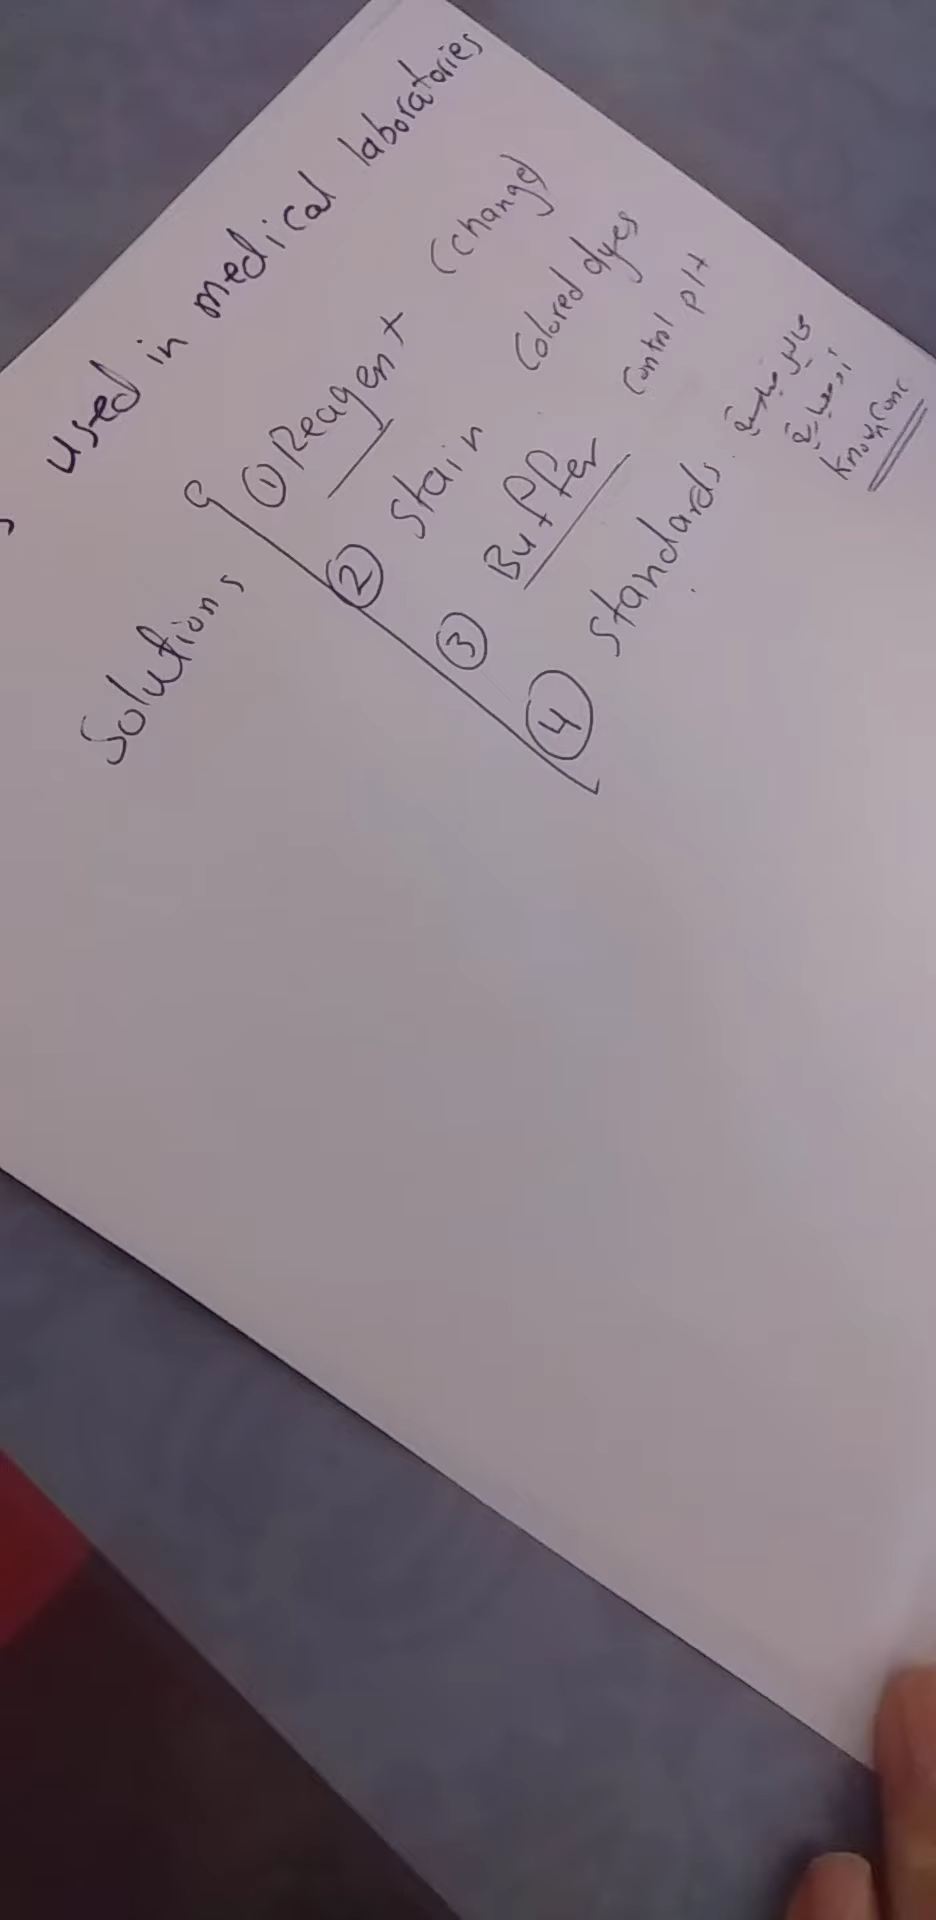 s used in medical laboratories
Solutions
① Reagent (change)
② Stain Colored dyes
③ Buffer Control pH
④ Standards
Known Conc